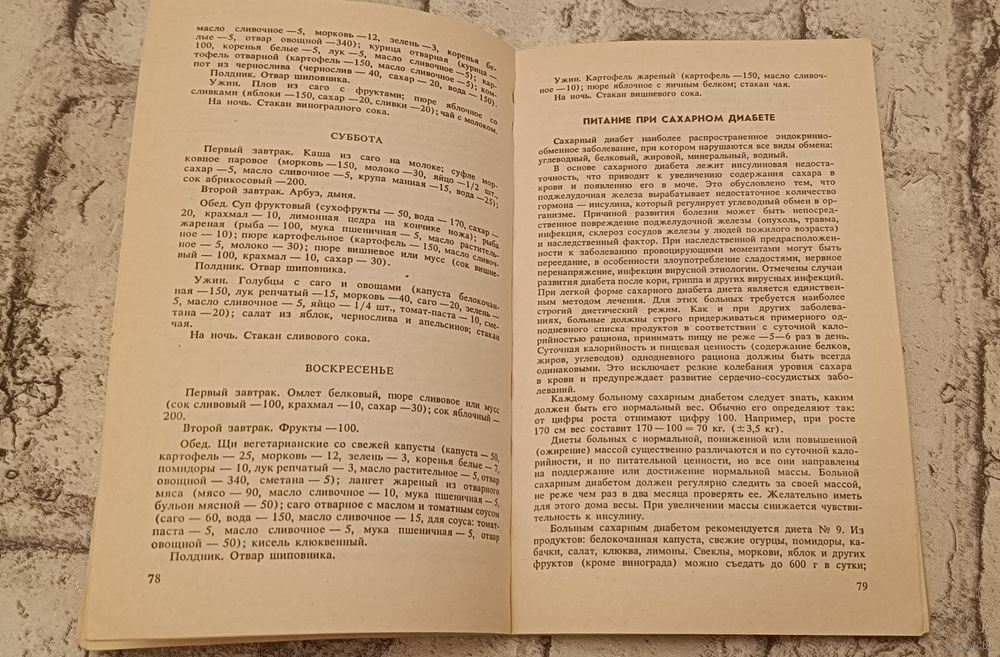 масло сливочное —5, морковь —12, зелень —3, коренья бе-
лые —5, отвар овощной —340); курица отварная (курица —
100, коренья белые —5, лук —5, масло сливочное —5); кар-
тофель отварной (картофель —150, масло сливочное —5); ком-
пот из чернослива (чернослив — 40, сахар — 20, вода — 150).
Полдник. Отвар шиповника.
Ужин. Плов из саго с фруктами; пюре яблочное со
сливками (яблоки —150, сахар —20, сливки —20); чай с молоком.
На ночь. Стакан виноградного сока.
СУББОТА
Первый завтрак. Каша из саго на молоке; суфле мор-
ковное паровое (морковь —150, молоко —30, яйцо —1/2 шт.,
сахар —5, масло сливочное —5, крупа манная —15, вода —25);
сок абрикосовый —200.
Второй завтрак. Арбуз, дыня.
Обед. Суп фруктовый (сухофрукты — 50, вода — 170, сахар —
20, крахмал — 10, лимонная цедра на кончике ножа); рыба
жареная (рыба — 100, мука пшеничная — 5, масло раститель-
ное — 10); пюре картофельное (картофель — 150, масло сливоч-
ное — 5, молоко — 30); пюре вишневое или мусс (сок вишне-
вый — 100, крахмал — 10, сахар — 30).
Полдник. Отвар шиповника.
Ужин. Голубцы с саго и овощами (капуста белокочан-
ная —150, лук репчатый —15, морковь —40, саго —20, зелень —
5, масло сливочное — 5, яйцо — 1/4 шт., томат-паста — 10, сме-
тана —20); салат из яблок, чернослива и апельсинов; стакан
чая.
На ночь. Стакан сливового сока.
ВОСКРЕСЕНЬЕ
Первый завтрак. Омлет белковый, пюре сливовое или мусс
(сок сливовый —100, крахмал —10, сахар —30); сок яблочный —
200.
Второй завтрак. Фрукты —100.
Обед. Щи вегетарианские со свежей капусты (капуста — 50,
картофель — 25, морковь — 12, зелень — 3, коренья белые — 7,
помидоры — 10, лук репчатый — 3, масло растительное — 5, отвар
овощной — 340, сметана — 5); лангет жареный из отварного
мяса (мясо — 90, масло сливочное — 10, мука пшеничная — 5,
бульон мясной — 50); саго отварное с маслом и томатным соусом
(саго — 60, вода — 150, масло сливочное — 15, для соуса: томат-
паста — 5, масло сливочное — 5, мука пшеничная — 5, отвар
овощной — 50); кисель клюквенный.
Полдник. Отвар шиповника.
78
Ужин. Картофель жареный (картофель —150, масло сливоч-
ное —10); пюре яблочное с яичным белком; стакан чая.
На ночь. Стакан вишневого сока.
ПИТАНИЕ ПРИ САХАРНОМ ДИАБЕТЕ
Сахарный диабет наиболее распространенное эндокринно-
обменное заболевание, при котором нарушаются все виды обмена:
углеводный, белковый, жировой, минеральный, водный.
В основе сахарного диабета лежит инсулиновая недоста-
точность, что приводит к увеличению содержания сахара в
крови и появлению его в моче. Это обусловлено тем, что
поджелудочная железа вырабатывает недостаточное количество
гормона — инсулина, который регулирует углеводный обмен в ор-
ганизме. Причиной развития болезни может быть непосред-
ственное повреждение поджелудочной железы (опухоль, травма,
инфекция, склероз сосудов железы у людей пожилого возраста)
и наследственный фактор. При наследственной предрасположен-
ности к заболеванию провоцирующими моментами могут быть
переедание, в особенности злоупотребление сладостями, нервное
перенапряжение, инфекции вирусной этиологии. Отмечены случаи
развития диабета после кори, гриппа и других вирусных инфекций.
При легкой форме сахарного диабета диета является единствен-
ным методом лечения. Для этих больных требуется наиболее
строгий диетический режим. Как и при других заболева-
ниях, больные должны строго придерживаться примерного од-
нодневного списка продуктов в соответствии с суточной кало-
рийностью рациона, принимать пищу не реже —5—6 раз в день.
Суточная калорийность и пищевая ценность (содержание белков,
жиров, углеводов) однодневного рациона должны быть всегда
одинаковыми. Это исключает резкие колебания уровня сахара
в крови и предупреждает развитие сердечно-сосудистых забо-
леваний.
Каждому больному сахарным диабетом следует знать, каким
должен быть его нормальный вес. Обычно его определяют так:
от цифры роста отнимают цифру 100. Например, при росте
170 см вес составит 170 — 100 = 70 кг. (±3,5 кг).
Диеты больных с нормальной, пониженной или повышенной
(ожирение) массой существенно различаются и по суточной кало-
рийности, и по питательной ценности, но все они направлены
на поддержание или достижение нормальной массы. Больной
сахарным диабетом должен регулярно следить за своей массой,
не реже чем раз в два месяца проверять ее. Желательно иметь
для этого дома весы. При увеличении массы снижается чувстви-
тельность к инсулину.
Больным сахарным диабетом рекомендуется диета № 9. Из
продуктов: белокочанная капуста, свежие огурцы, помидоры, ка-
бачки, салат, клюква, лимоны. Свеклы, моркови, яблок и других
фруктов (кроме винограда) можно съедать до 600 г в сутки;
79